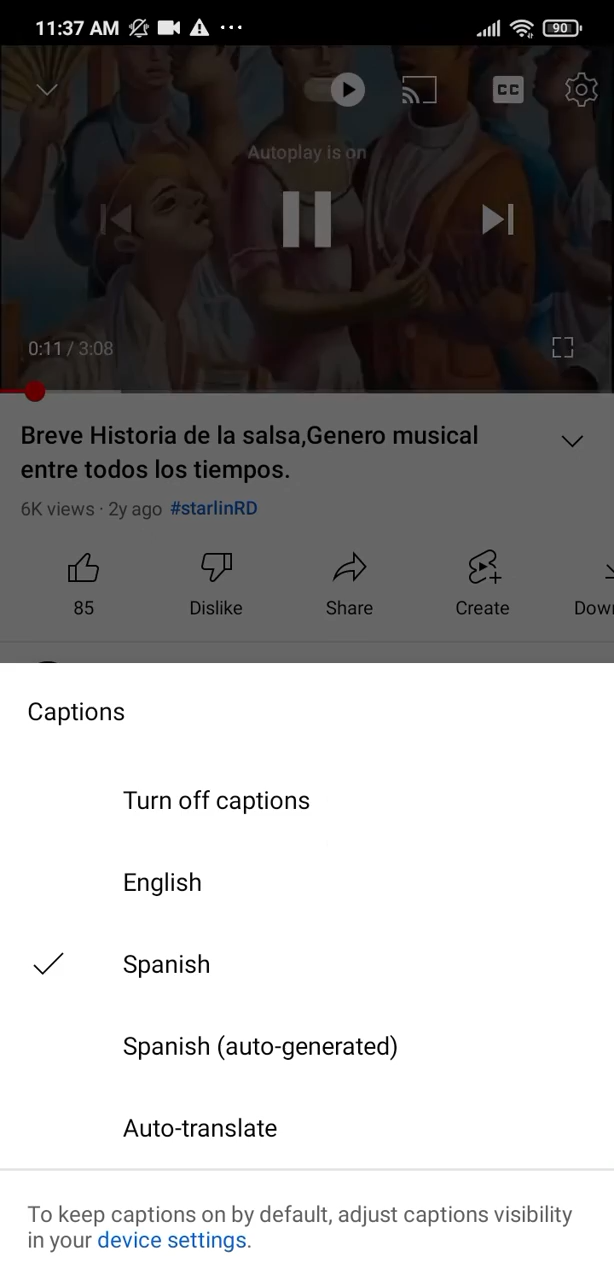 11:37 AM ... 90
CC
Autoplay is on
0:11 / 3:08
Breve Historia de la salsa,Genero musical
entre todos los tiempos.
6K views · 2y ago #starlinRD
85 Dislike Share Create Dow
Captions
Turn off captions
English
Spanish
Spanish (auto-generated)
Auto-translate
To keep captions on by default, adjust captions visibility
in your device settings.